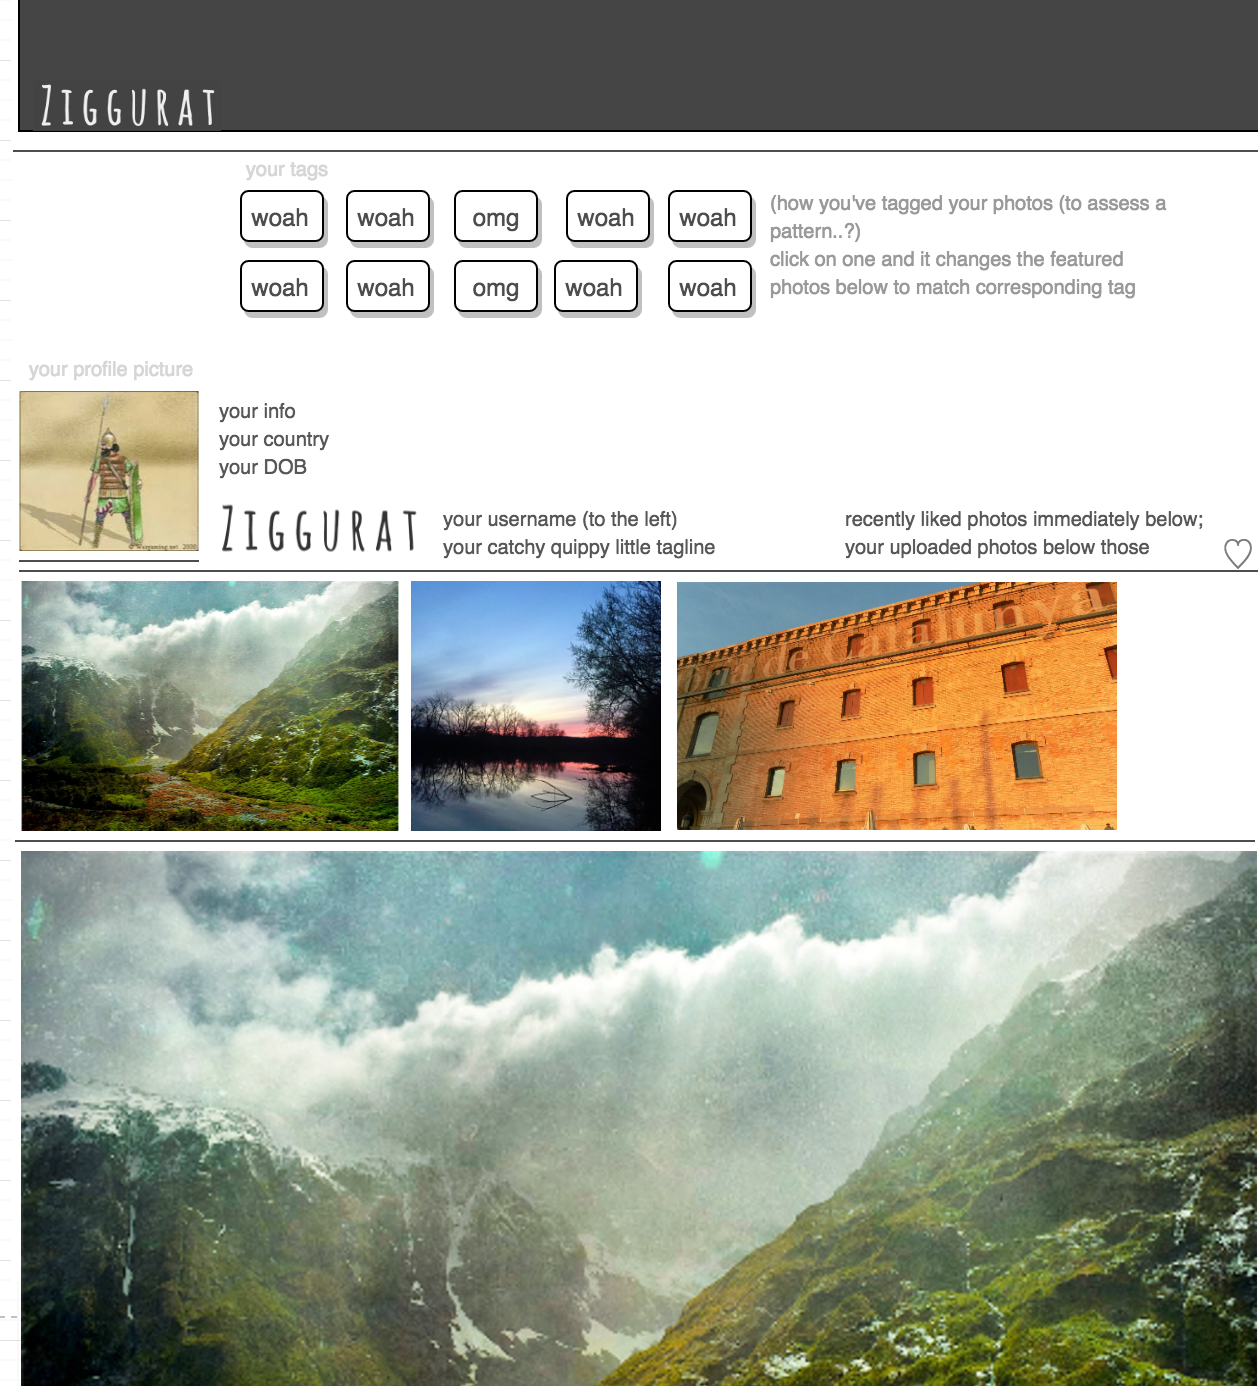 ZIGGURAT
your tags
woah woah omg woah woah
(how you've tagged your photos (to assess a
pattern..?)
click on one and it changes the featured
photos below to match corresponding tag
woah woah omg woah woah
your profile picture
your info
your country
your DOB
© Wargaming.net 2002
ZIGGURAT
your username (to the left)
your catchy quippy little tagline
recently liked photos immediately below;
your uploaded photos below those
de Catalunya